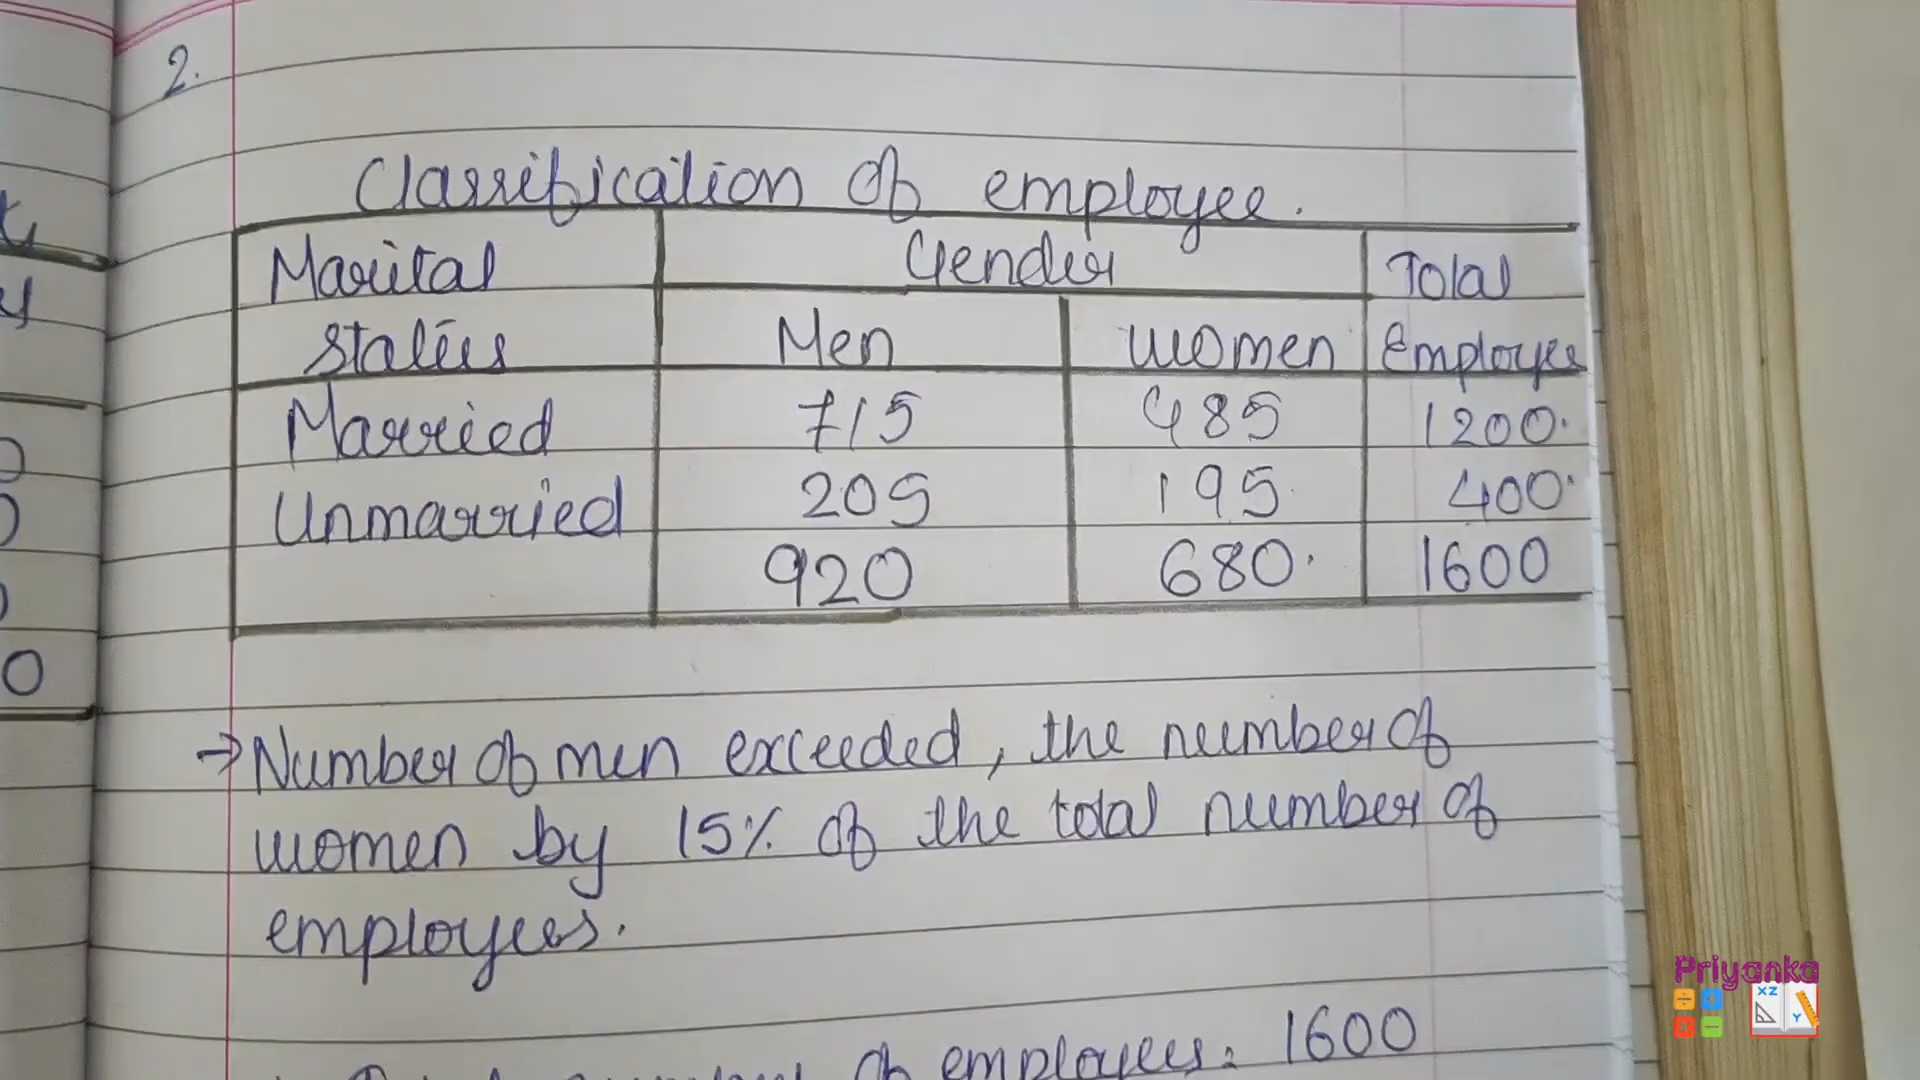 2.
Classification of employee.
Marital Status Gender Total Employee
Men Women
Married 715 485 1200.
Unmarried 205 195 400.
920 680. 1600
→ Number of men exceeded, the number of
women by 15% of the total number of
employees.
of employees: 1600
Priyanka
XZ
Y